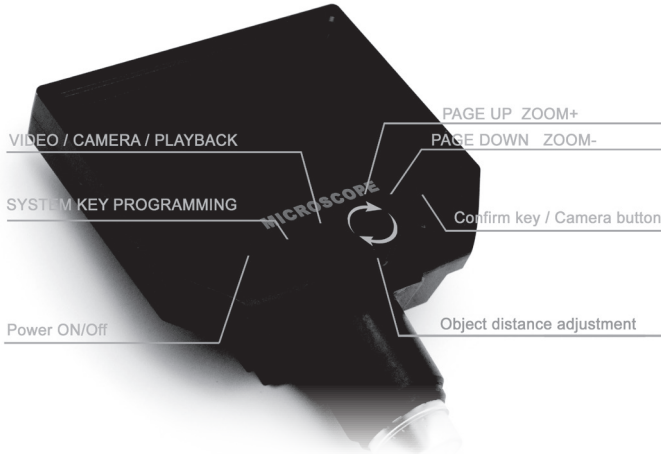 PAGE UP ZOOM+
VIDEO / CAMERA / PLAYBACK
PAGE DOWN ZOOM-
SYSTEM KEY PROGRAMMING
MICROSCOPE
Confirm key / Camera button
Power ON/Off
Object distance adjustment